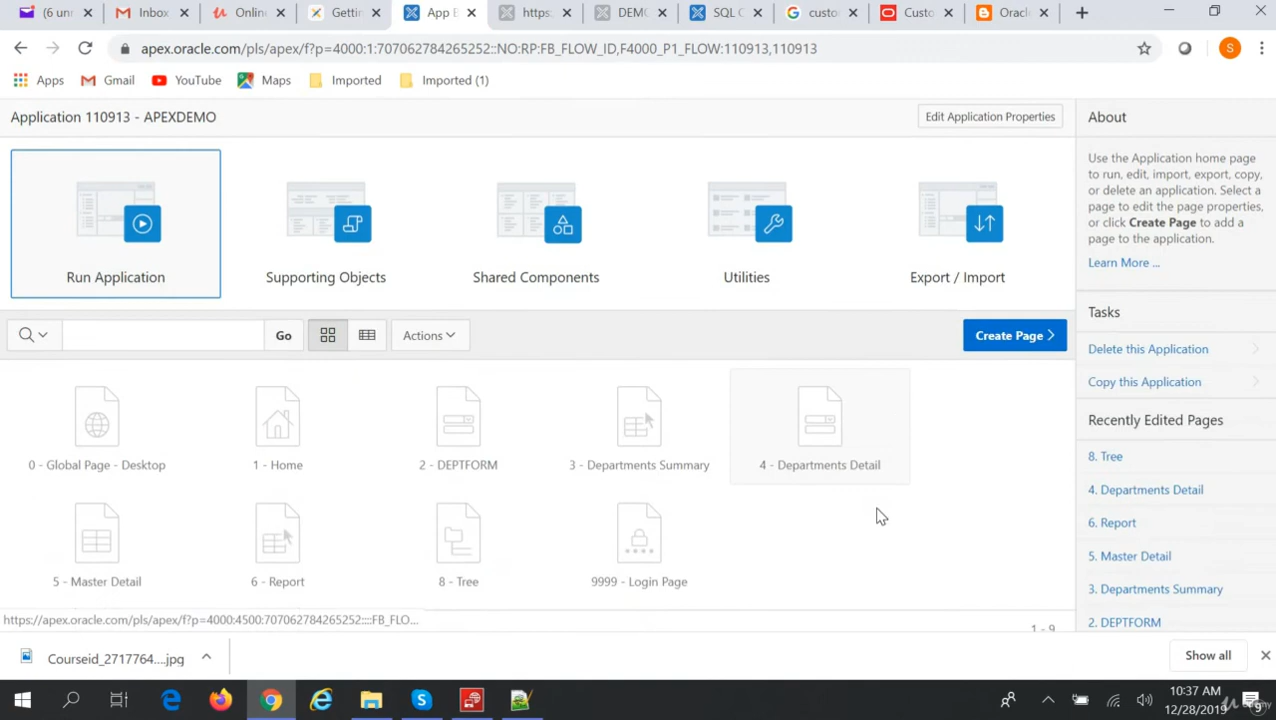 (6 un
Inbox
Onlin
Gettin
App B
https:
DEMO
SQL C
custo
Custo
Oracle
apex.oracle.com/pls/apex/f?p=4000:1:707062784265252::NO:RP:FB_FLOW_ID,F4000_P1_FLOW:110913,110913
S
Apps
Gmail
YouTube
Maps
Imported
Imported (1)
Application 110913 - APEXDEMO
Edit Application Properties
About
Run Application
Supporting Objects
Shared Components
Utilities
Export / Import
Use the Application home page
to run, edit, import, export, copy,
or delete an application. Select a
page to edit the page properties,
or click Create Page to add a
page to the application.
Learn More ...
Go
Actions
Create Page
Tasks
Delete this Application
Copy this Application
0 - Global Page - Desktop
1 - Home
2 - DEPTFORM
3 - Departments Summary
4 - Departments Detail
5 - Master Detail
6 - Report
8 - Tree
9999 - Login Page
Recently Edited Pages
8. Tree
4. Departments Detail
6. Report
5. Master Detail
3. Departments Summary
2. DEPTFORM
1 - 9
https://apex.oracle.com/pls/apex/f?p=4000:4500:707062784265252::::FB_FLO...
Courseid_2717764....jpg
Show all
10:37 AM
12/28/2019